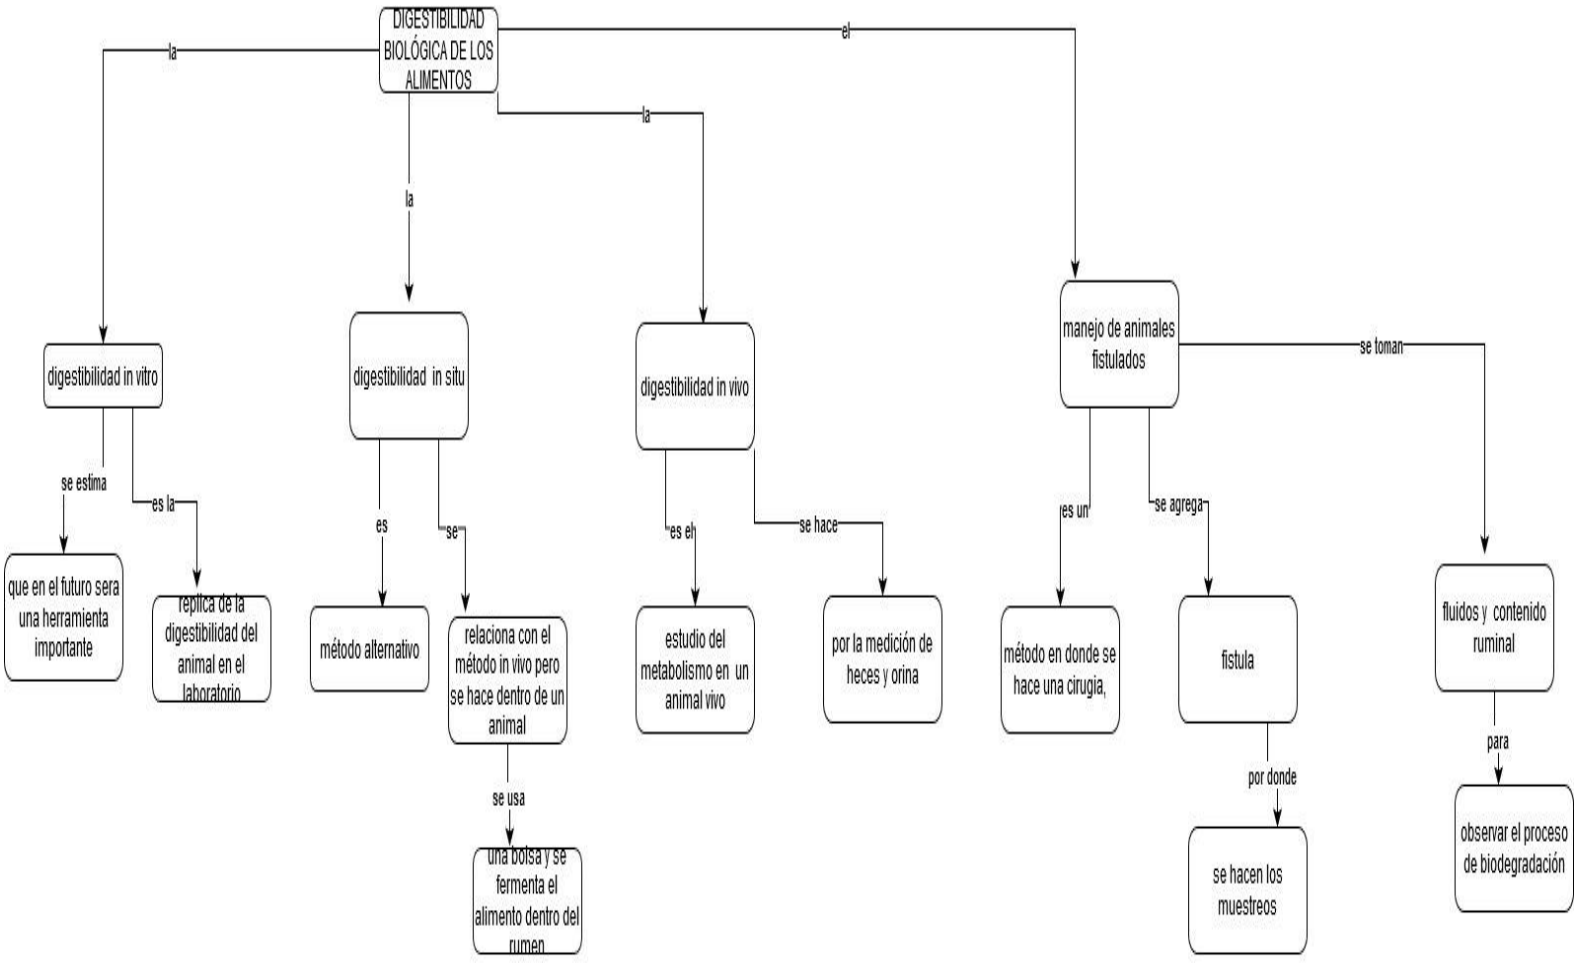 DIGESTIBILIDAD
BIOLÓGICA DE LOS
ALIMENTOS
la
el
la
la
digestibilidad in vitro
digestibilidad in situ
digestibilidad in vivo
manejo de animales
fistulados
se toman
se estima
es la
es
se
es el
se hace
es un
se agrega
que en el futuro sera
una herramienta
importante
replica de la
digestibilidad del
animal en el
laboratorio
método alternativo
relaciona con el
método in vivo pero
se hace dentro de un
animal
estudio del
metabolismo en un
animal vivo
por la medición de
heces y orina
método en donde se
hace una cirugia,
fistula
fluidos y contenido
ruminal
se usa
por donde
para
una bolsa y se
fermenta el
alimento dentro del
rumen
se hacen los
muestreos
observar el proceso
de biodegradación